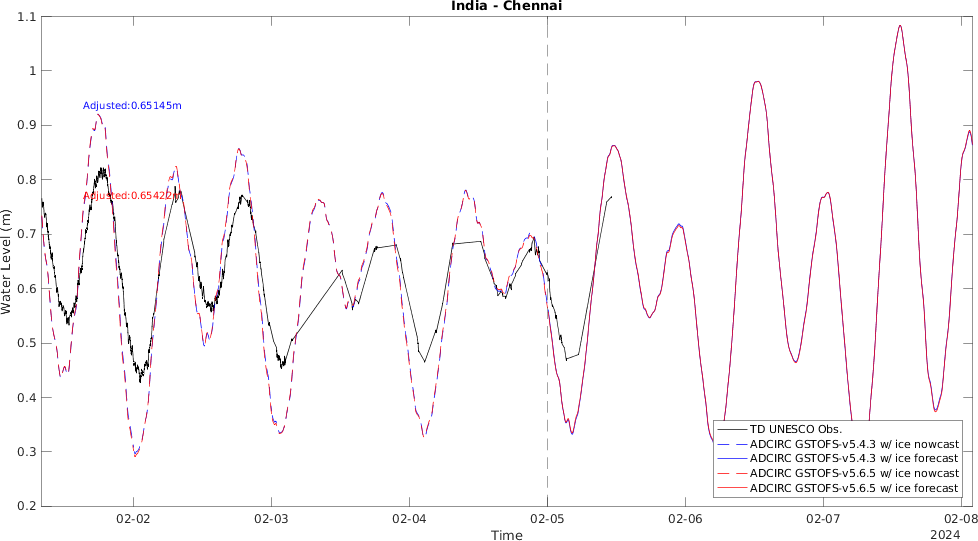 India - Chennai
1.1
1
0.9
0.8
0.7
0.6
0.5
0.4
0.3
0.2
Water Level (m)
Adjusted:0.65145m
Adjusted:0.65422m
TD UNESCO Obs.
ADCIRC GSTOFS-v5.4.3 w/ ice nowcast
ADCIRC GSTOFS-v5.4.3 w/ ice forecast
ADCIRC GSTOFS-v5.6.5 w/ ice nowcast
ADCIRC GSTOFS-v5.6.5 w/ ice forecast
02-02 02-03 02-04 02-05 02-06 02-07 02-08
Time
2024